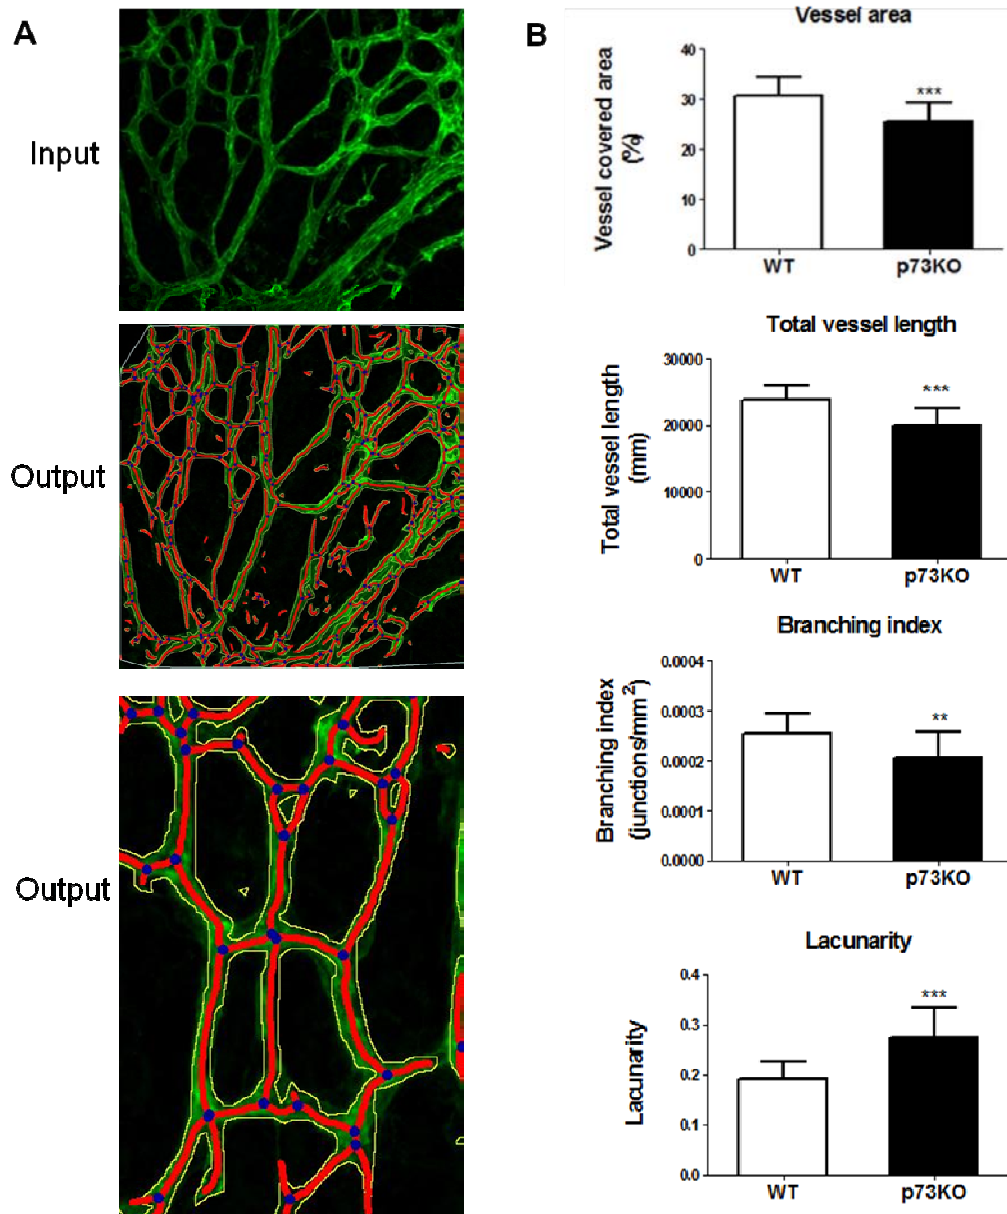 A
Input
Output
Output
B
Vessel area
Vessel covered area
(%)
40
30
20
10
0
***
WT
p73KO
Total vessel length
Total vessel length
(mm)
30000
20000
10000
0
***
WT
p73KO
Branching index
Branching index
(junctions/mm²)
0.0004
0.0003
0.0002
0.0001
0.0000
**
WT
p73KO
Lacunarity
Lacunarity
0.4
0.3
0.2
0.1
0.0
***
WT
p73KO